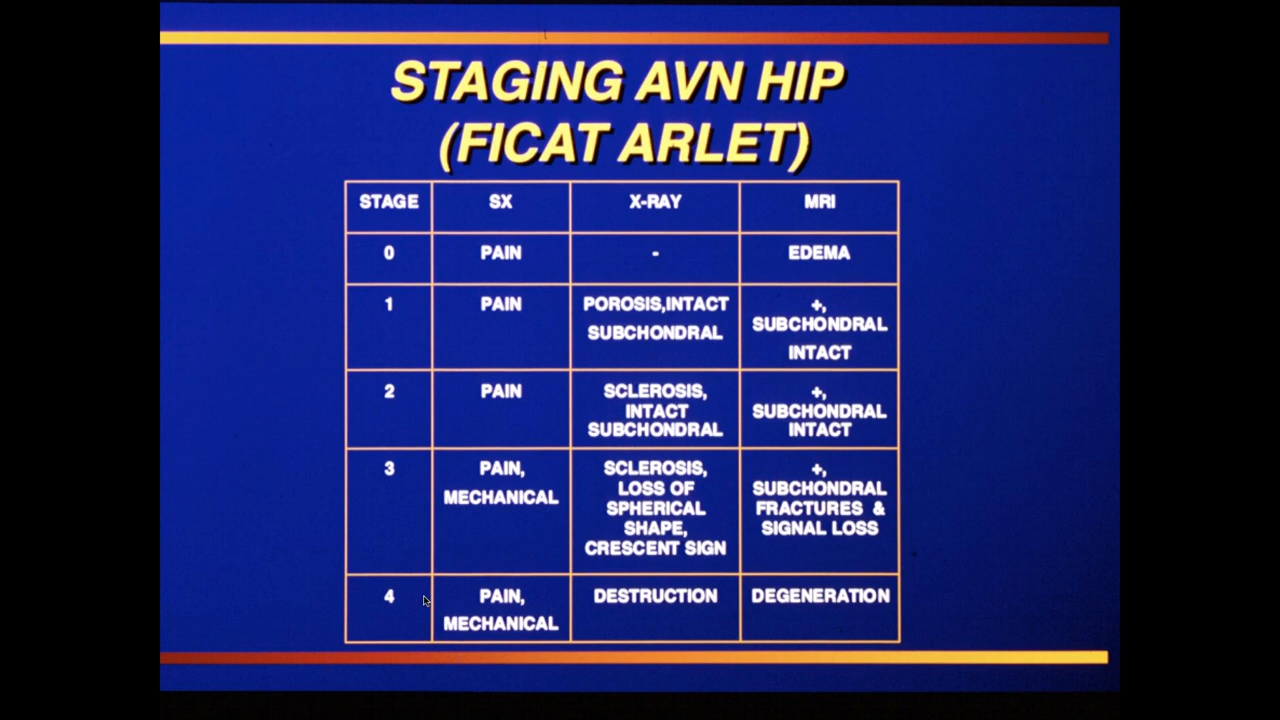 STAGING AVN HIP
(FICAT ARLET)
STAGE SX X-RAY MRI
0 PAIN - EDEMA
1 PAIN POROSIS,INTACT +,
SUBCHONDRAL SUBCHONDRAL
INTACT
2 PAIN SCLEROSIS, +,
INTACT SUBCHONDRAL
SUBCHONDRAL INTACT
3 PAIN, SCLEROSIS, +,
MECHANICAL LOSS OF SUBCHONDRAL
SPHERICAL FRACTURES &
SHAPE, SIGNAL LOSS
CRESCENT SIGN
4 PAIN, DESTRUCTION DEGENERATION
MECHANICAL